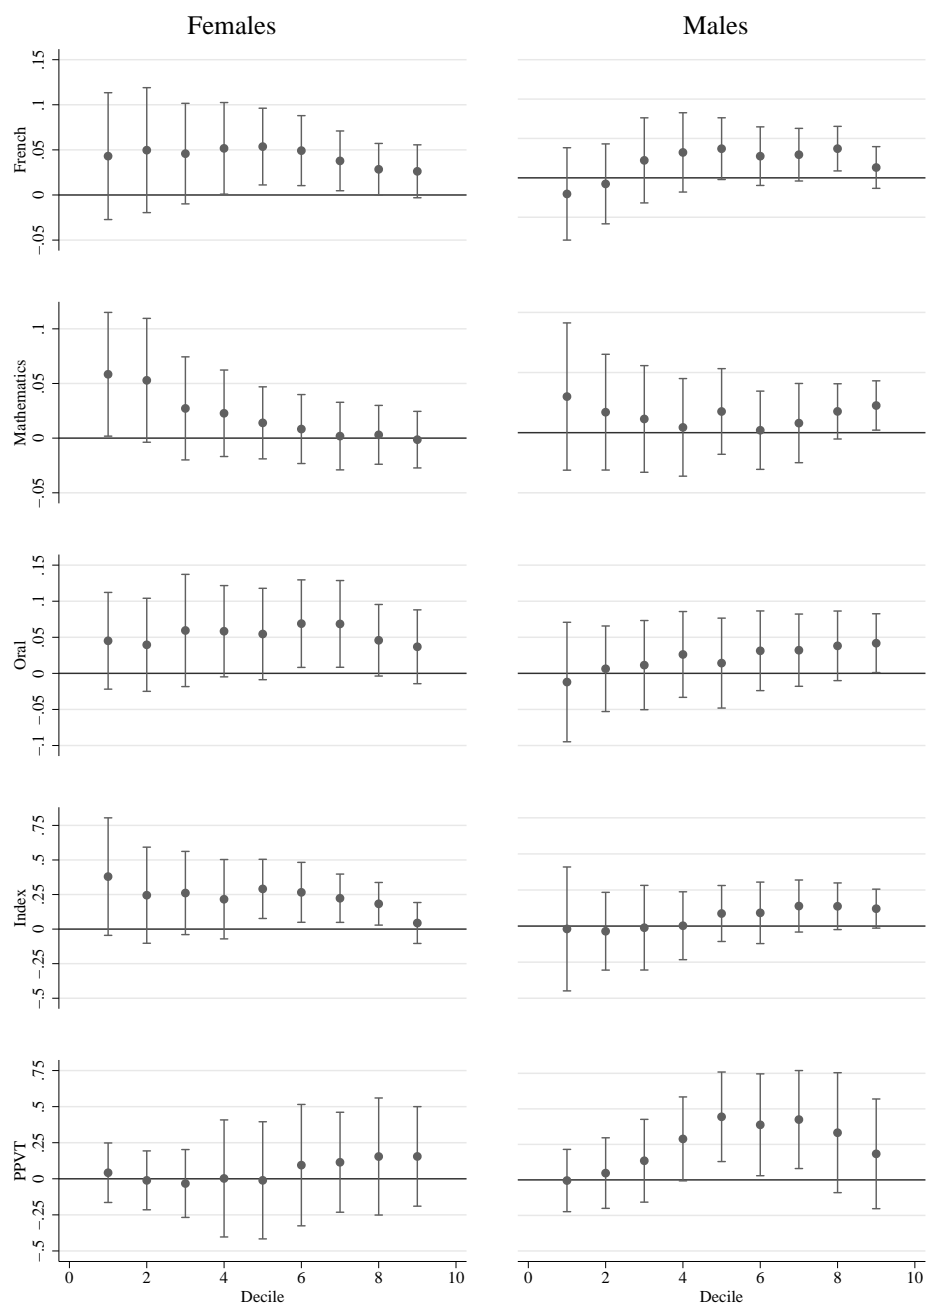 Females
Males
French
.15
.1
.05
0
−.05
Mathematics
.1
.05
0
−.05
Oral
.15
.1
.05
0
−.05
−.1
Index
.75
.5
.25
0
−.25
−.5
PPVT
.75
.5
.25
0
−.25
−.5
0 2 4 6 8 10
Decile
0 2 4 6 8 10
Decile